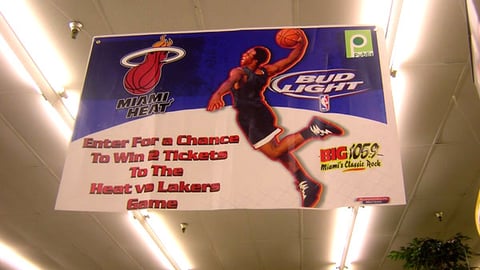 Publix
MIAMI
HEAT
BUD
LIGHT
Enter For a Chance
To Win 2 Tickets
To The
Heat vs Lakers
Game
BIG 105.9
Miami's Classic Rock